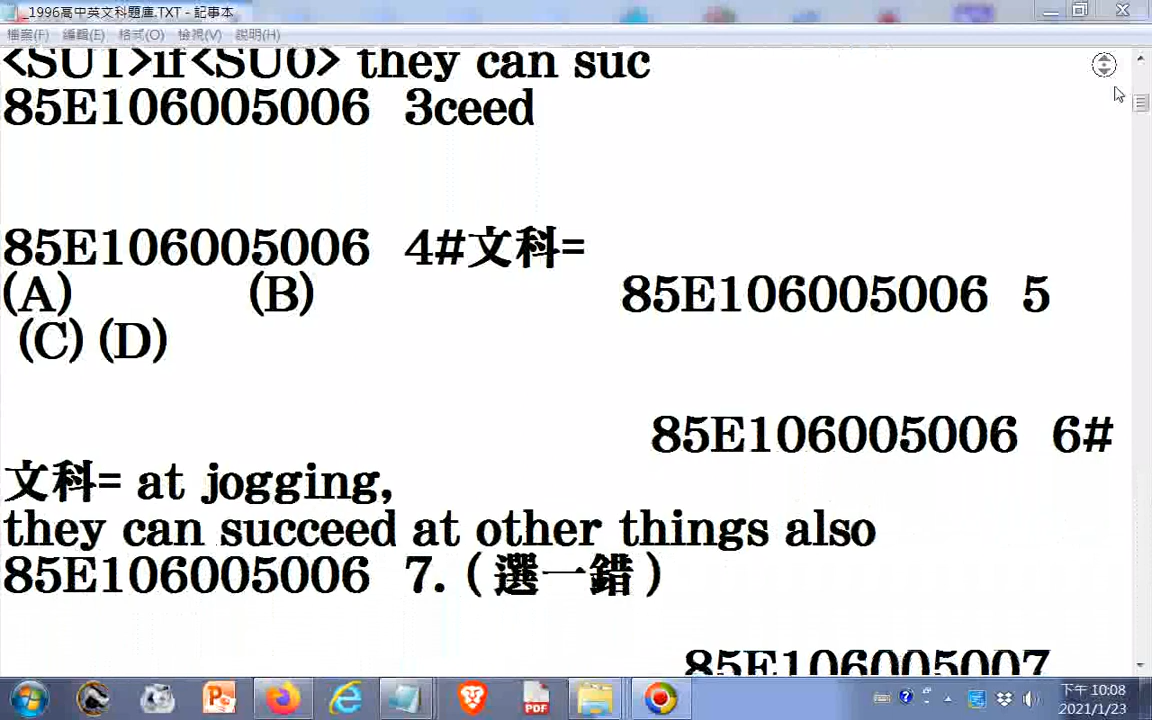 _1996高中英文科題庫.TXT - 記事本
檔案(F) 編輯(E) 格式(O) 檢視(V) 說明(H)
<SU1>if<SU0> they can suc
85E106005006 3ceed
85E106005006 4#文科=
(A) (B) 85E106005006 5
(C) (D)
85E106005006 6#
文科= at jogging,
they can succeed at other things also
85E106005006 7. (選一錯)
85E106005007
PDF
下午 10:08
2021/1/23